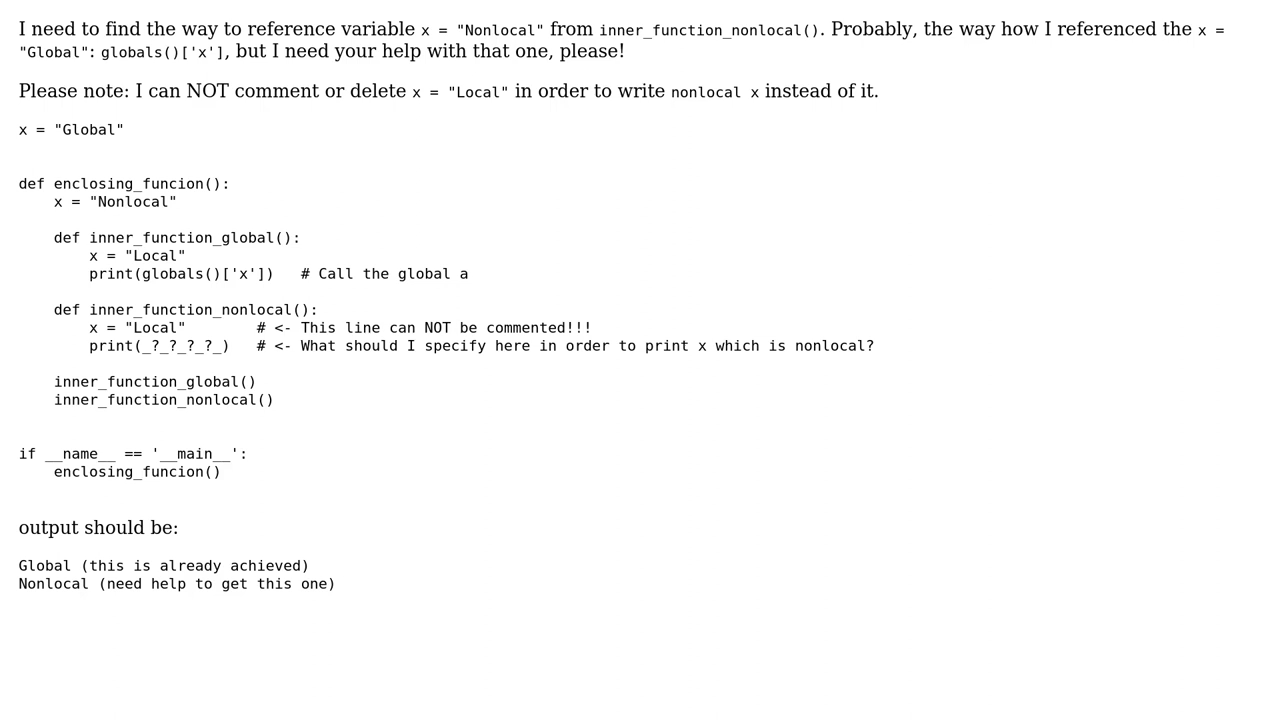 I need to find the way to reference variable x = "Nonlocal" from inner_function_nonlocal(). Probably, the way how I referenced the x =
"Global": globals()['x'], but I need your help with that one, please!
Please note: I can NOT comment or delete x = "Local" in order to write nonlocal x instead of it.
x = "Global"
def enclosing_funcion():
    x = "Nonlocal"
    def inner_function_global():
        x = "Local"
        print(globals()['x'])   # Call the global a
    def inner_function_nonlocal():
        x = "Local"        # <- This line can NOT be commented!!!
        print(_?_?_?_?_)   # <- What should I specify here in order to print x which is nonlocal?
    inner_function_global()
    inner_function_nonlocal()
if __name__ == '__main__':
    enclosing_funcion()
output should be:
Global (this is already achieved)
Nonlocal (need help to get this one)